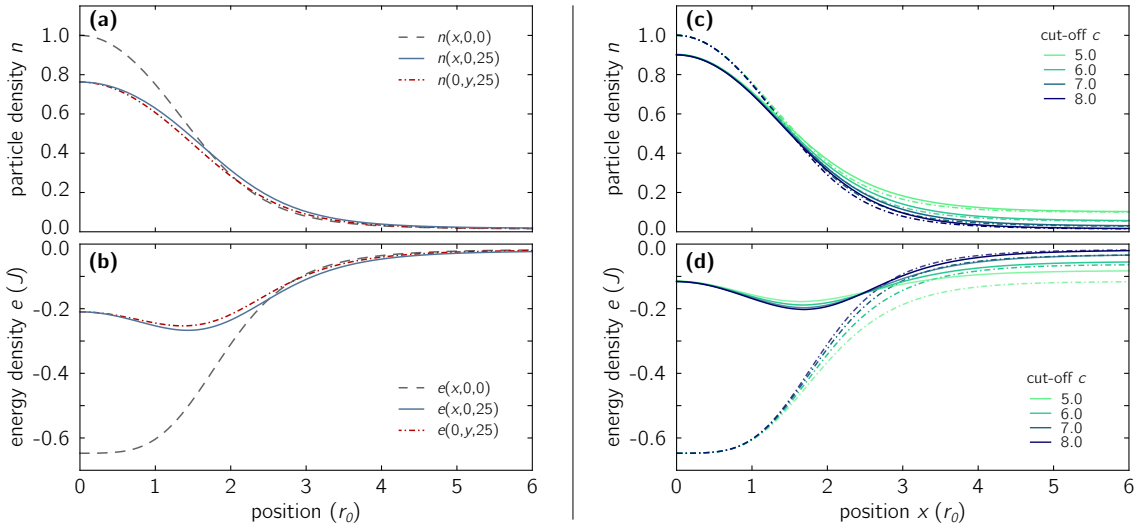 (a)
particle density n
1.0
0.8
0.6
0.4
0.2
0.0
n(x,0,0)
n(x,0,25)
n(0,y,25)
(b)
energy density e (J)
0.0
-0.2
-0.4
-0.6
e(x,0,0)
e(x,0,25)
e(0,y,25)
0 1 2 3 4 5 6
position (r0)
(c)
particle density n
1.0
0.8
0.6
0.4
0.2
0.0
cut-off c
5.0
6.0
7.0
8.0
(d)
energy density e (J)
0.0
-0.2
-0.4
-0.6
cut-off c
5.0
6.0
7.0
8.0
0 1 2 3 4 5 6
position x (r0)